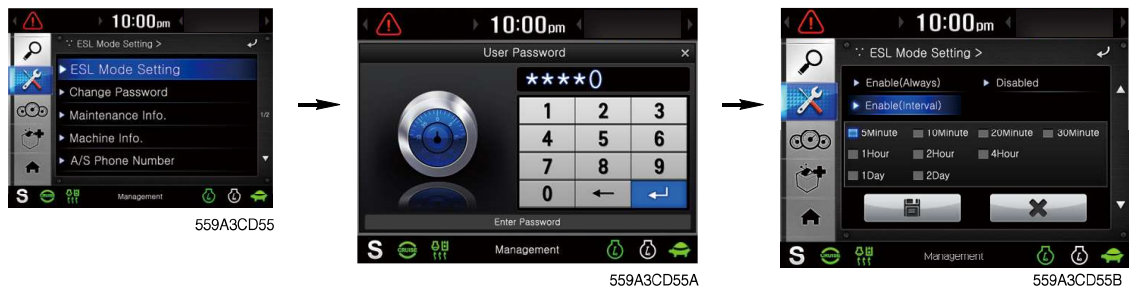 10:00pm
ESL Mode Setting >
ESL Mode Setting
Change Password
Maintenance Info.
Machine Info.
A/S Phone Number
1/2
S CRUISE Management
559A3CD55
10:00pm
User Password ×
****0
1 2 3
4 5 6
7 8 9
0 ←
Enter Password
S CRUISE Management
559A3CD55A
10:00pm
ESL Mode Setting >
Enable(Always) Disabled
Enable(Interval)
5Minute 10Minute 20Minute 30Minute
1Hour 2Hour 4Hour
1Day 2Day
S CRUISE Management
559A3CD55B